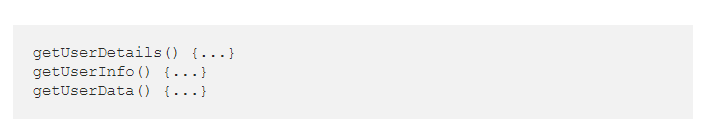 getUserDetails() {...}
getUserInfo() {...}
getUserData() {...}